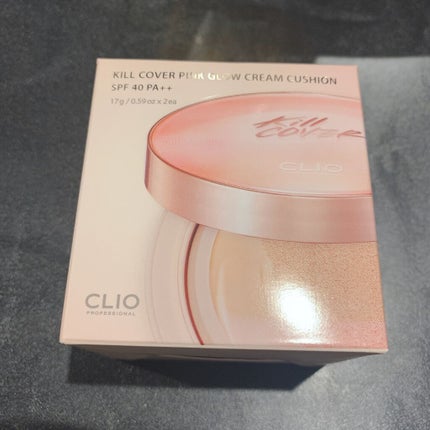 KILL COVER PINK GLOW CREAM CUSHION
SPF 40 PA++
17g / 0.59 oz x 2ea
Kill
COVER
CLIO
CLIO
PROFESSIONAL